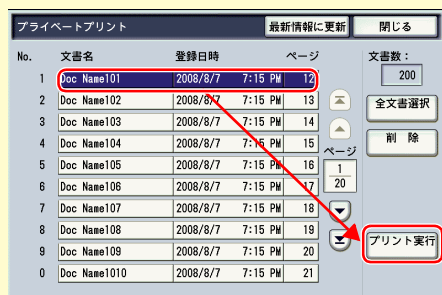 プライベートプリント 最新情報に更新 閉じる
No. 文書名 登録日時 ページ 文書数：
1 Doc Name101 2008/8/7 7:15 PM 12 200
2 Doc Name102 2008/8/7 7:15 PM 13 全文書選択
3 Doc Name103 2008/8/7 7:15 PM 14
4 Doc Name104 2008/8/7 7:15 PM 15 ページ 削 除
5 Doc Name105 2008/8/7 7:15 PM 16 1
6 Doc Name106 2008/8/7 7:15 PM 17 20
7 Doc Name107 2008/8/7 7:15 PM 18
8 Doc Name108 2008/8/7 7:15 PM 19 プリント実行
9 Doc Name109 2008/8/7 7:15 PM 20
0 Doc Name1010 2008/8/7 7:15 PM 21